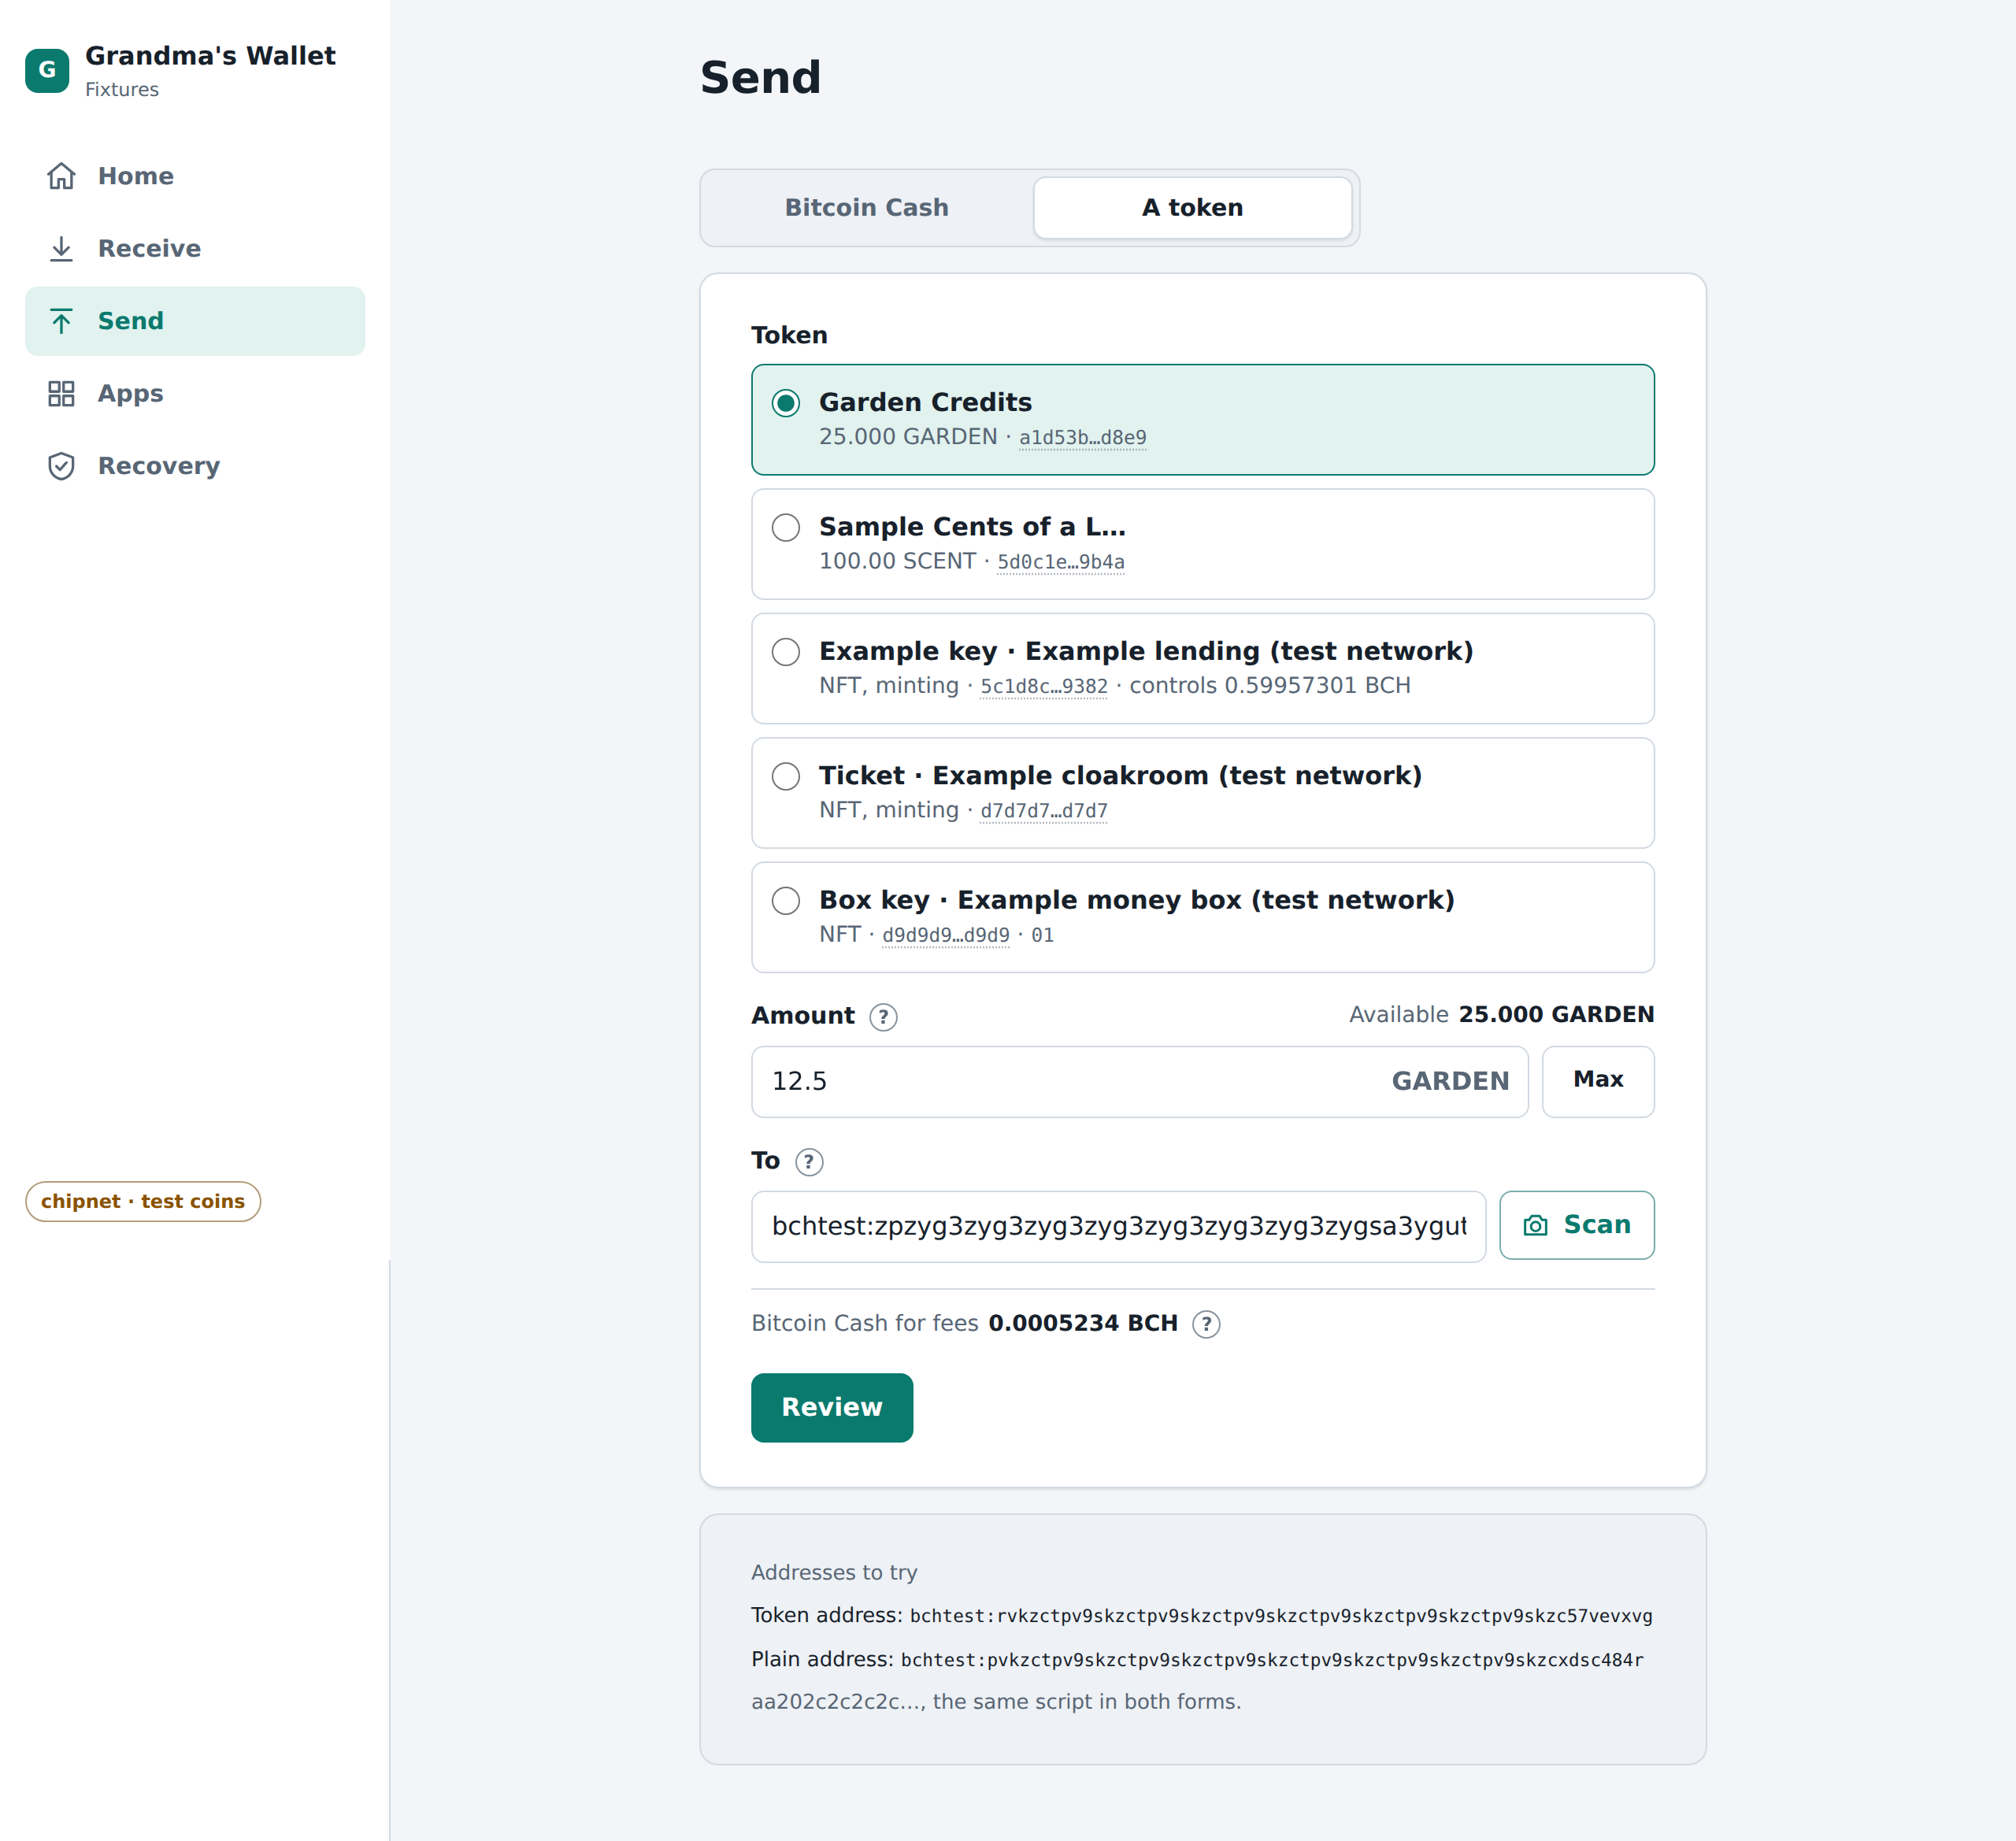 G
Grandma's Wallet
Fixtures
Home
Receive
Send
Apps
Recovery
chipnet · test coins
Send
Bitcoin Cash
A token
Token
Garden Credits
25.000 GARDEN · a1d53b…d8e9
Sample Cents of a L…
100.00 SCENT · 5d0c1e…9b4a
Example key · Example lending (test network)
NFT, minting · 5c1d8c…9382 · controls 0.59957301 BCH
Ticket · Example cloakroom (test network)
NFT, minting · d7d7d7…d7d7
Box key · Example money box (test network)
NFT · d9d9d9…d9d9 · 01
Amount ?
Available 25.000 GARDEN
12.5 GARDEN
Max
To ?
bchtest:zpzyg3zyg3zyg3zyg3zyg3zyg3zyg3zygsa3ygut
Scan
Bitcoin Cash for fees 0.0005234 BCH ?
Review
Addresses to try
Token address: bchtest:rvkzctpv9skzctpv9skzctpv9skzctpv9skzctpv9skzctpv9skzc57vevxvg
Plain address: bchtest:pvkzctpv9skzctpv9skzctpv9skzctpv9skzctpv9skzctpv9skzcxdsc484r
aa202c2c2c2c…, the same script in both forms.